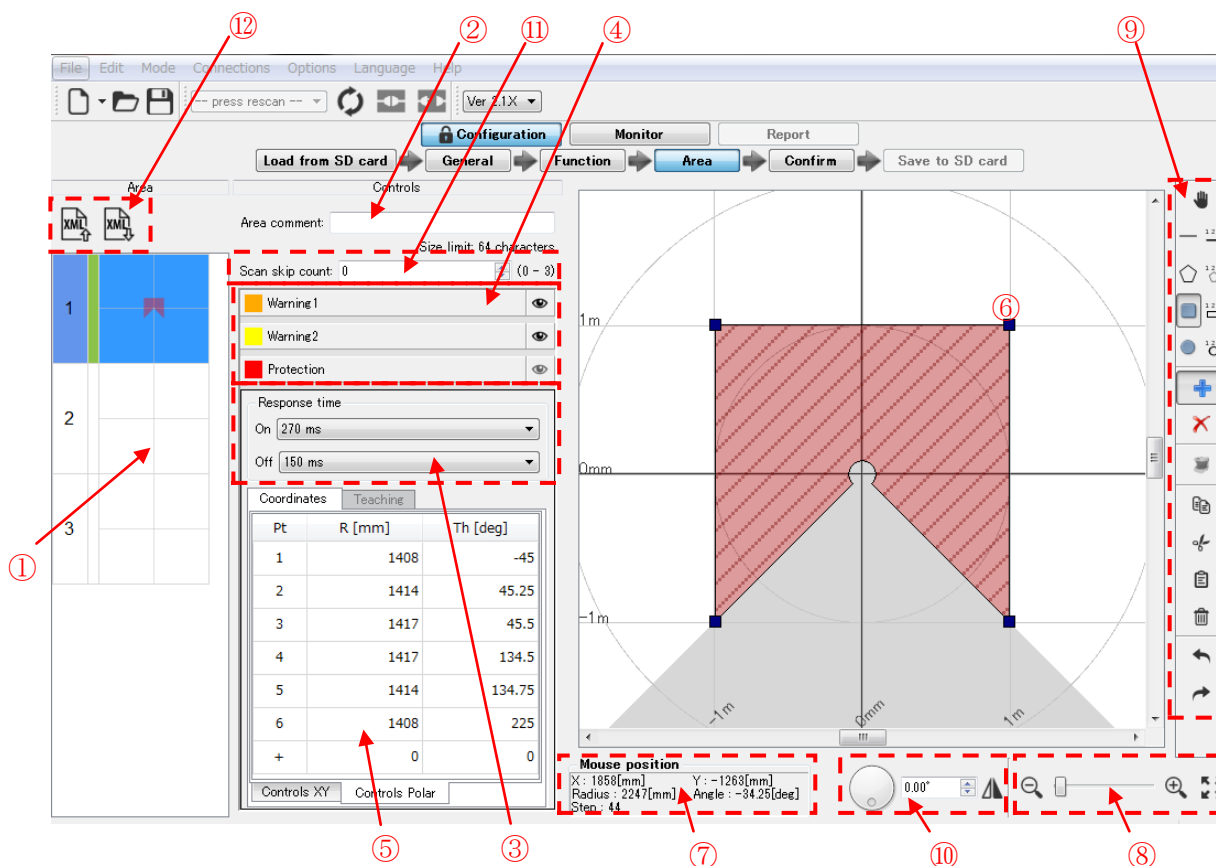 ⑫ ② ⑪ ④ ⑨
File Edit Mode Connections Options Language Help
-- press rescan -- Ver 2.1X
Configuration Monitor Report
Load from SD card General Function Area Confirm Save to SD card
Area Controls
XML XML
Area comment:
Size limit: 64 characters
Scan skip count: 0 (0 - 3)
1
Warning1
Warning2
Protection
2
3
①
Response time
On 270 ms
Off 150 ms
Coordinates Teaching
Pt R [mm] Th [deg]
1 1408 -45
2 1414 45.25
3 1417 45.5
4 1417 134.5
5 1414 134.75
6 1408 225
+ 0 0
Controls XY Controls Polar
⑥
1m
0mm
-1m
-1m 0mm 1m
Mouse position
X : 1858[mm] Y : -1263[mm]
Radius : 2247[mm] Angle : -34.25[deg]
Step : 44
0.00°
⑤ ③ ⑦ ⑩ ⑧